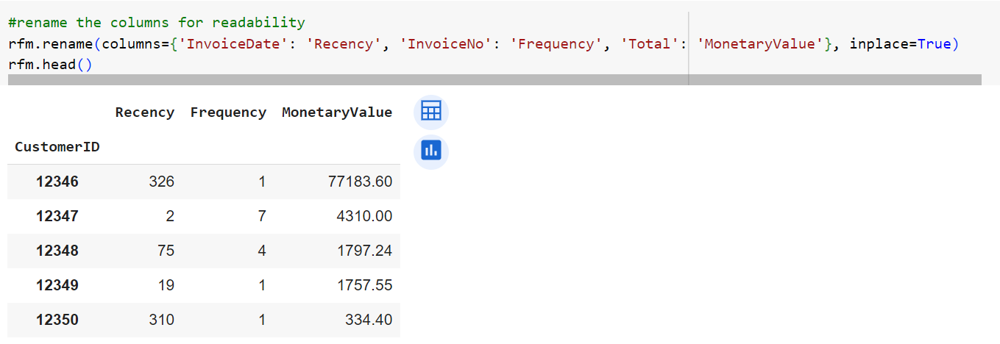 #rename the columns for readability
rfm.rename(columns={'InvoiceDate': 'Recency', 'InvoiceNo': 'Frequency', 'Total': 'MonetaryValue'}, inplace=True)
rfm.head()
Recency Frequency MonetaryValue
CustomerID
12346 326 1 77183.60
12347 2 7 4310.00
12348 75 4 1797.24
12349 19 1 1757.55
12350 310 1 334.40